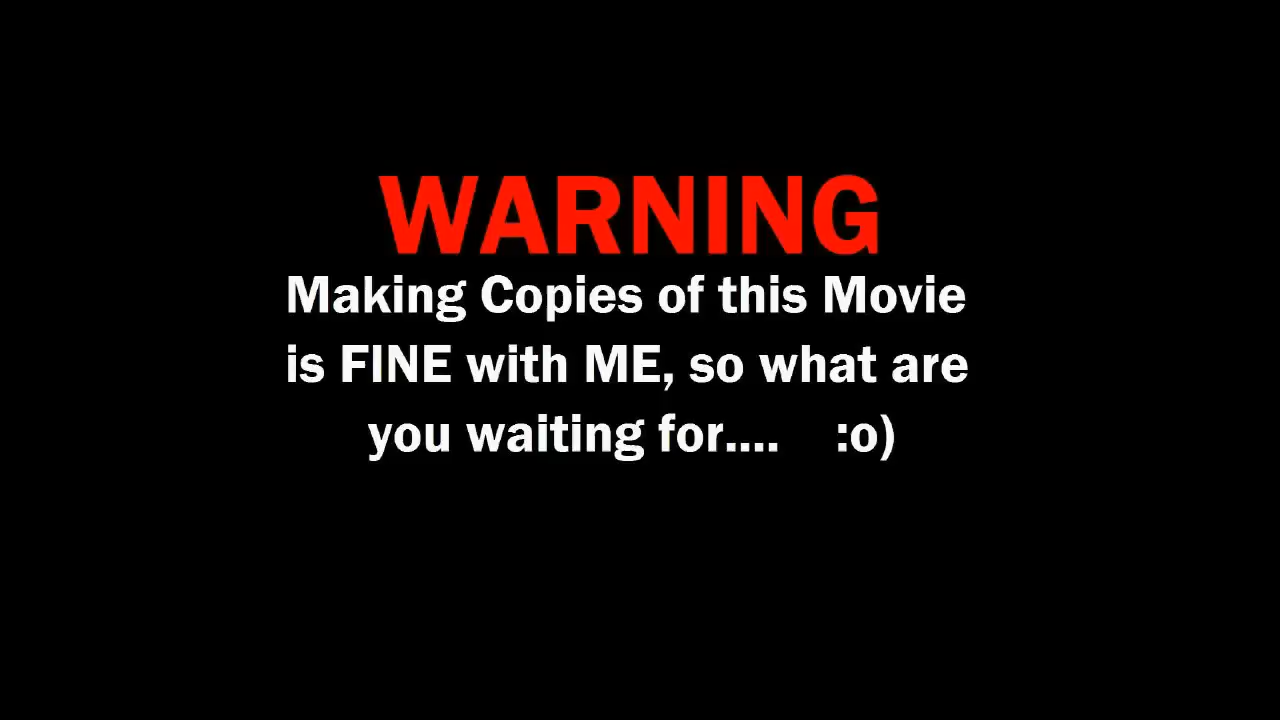 WARNING
Making Copies of this Movie
is FINE with ME, so what are
you waiting for.... :o)